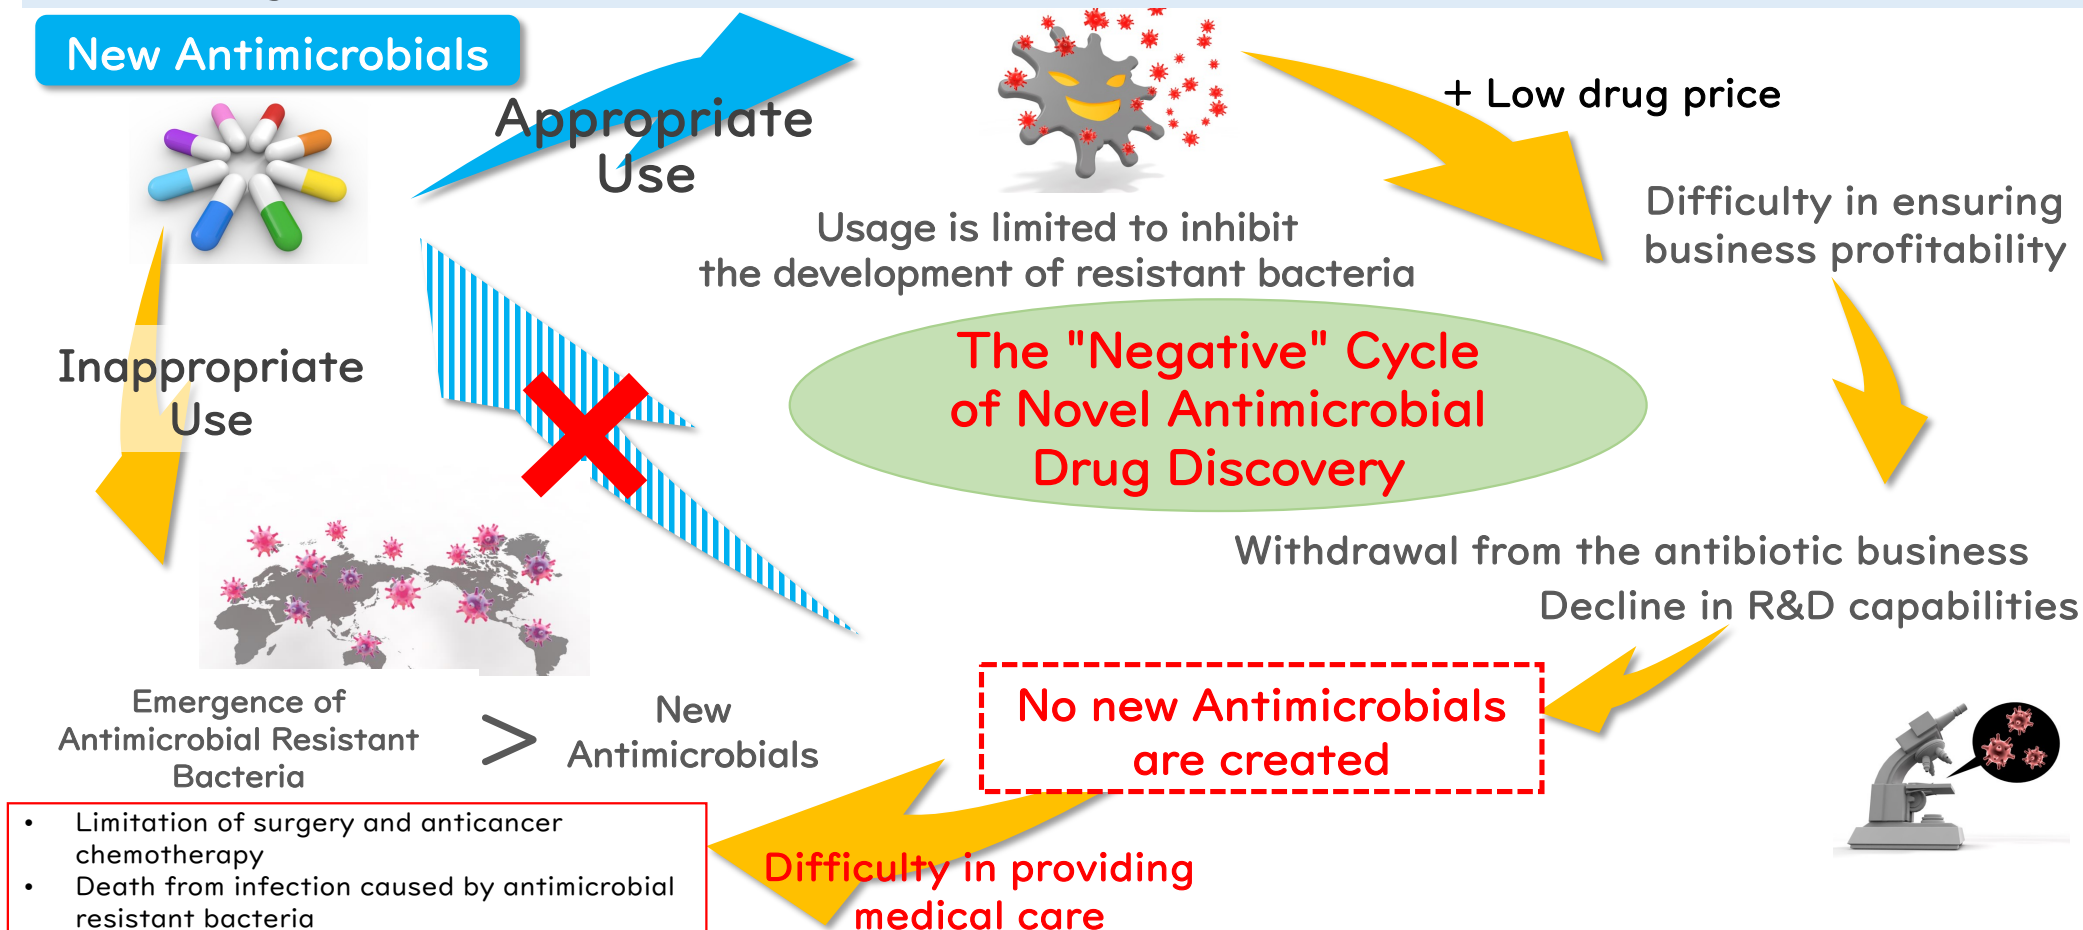 New Antimicrobials
Appropriate
Use
+ Low drug price
Usage is limited to inhibit
the development of resistant bacteria
Difficulty in ensuring
business profitability
Inappropriate
Use
The "Negative" Cycle
of Novel Antimicrobial
Drug Discovery
Withdrawal from the antibiotic business
Decline in R&D capabilities
No new Antimicrobials
are created
Emergence of
Antimicrobial Resistant
Bacteria
>
New
Antimicrobials
• Limitation of surgery and anticancer
chemotherapy
• Death from infection caused by antimicrobial
resistant bacteria
Difficulty in providing
medical care